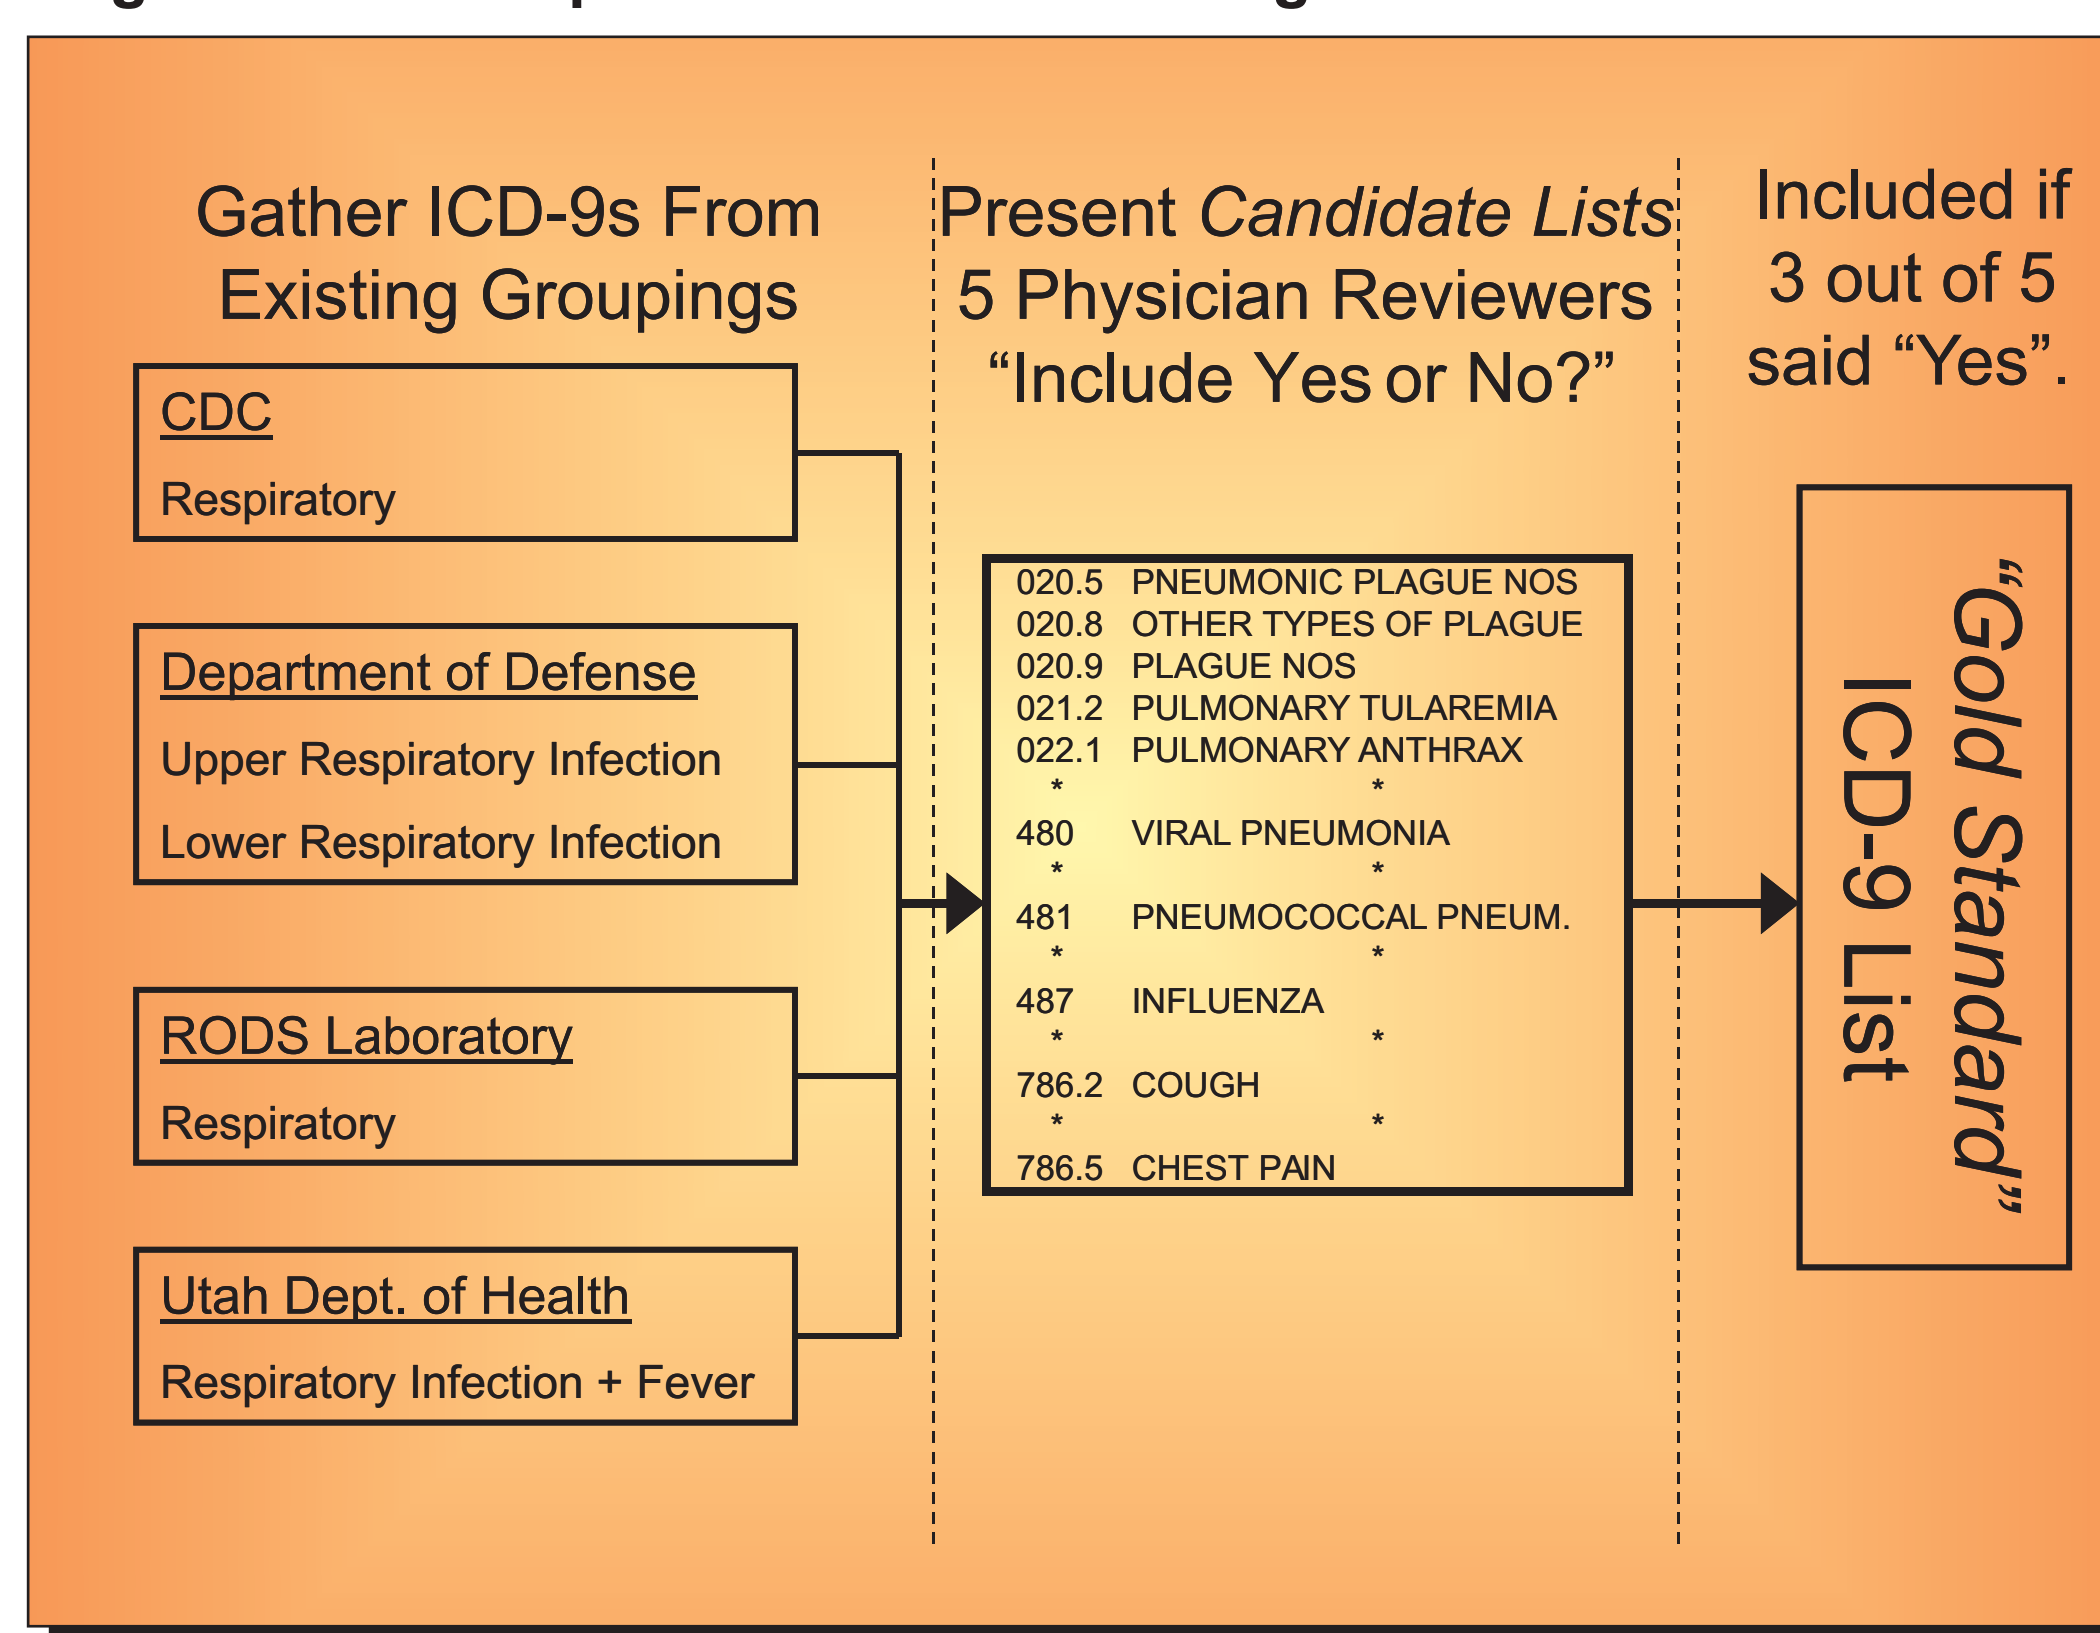 Gather ICD-9s From
Existing Groupings
CDC
Respiratory
Department of Defense
Upper Respiratory Infection
Lower Respiratory Infection
RODS Laboratory
Respiratory
Utah Dept. of Health
Respiratory Infection + Fever
Present Candidate Lists
5 Physician Reviewers
“Include Yes or No?”
020.5 PNEUMONIC PLAGUE NOS
020.8 OTHER TYPES OF PLAGUE
020.9 PLAGUE NOS
021.2 PULMONARY TULAREMIA
022.1 PULMONARY ANTHRAX
* *
480 VIRAL PNEUMONIA
* *
481 PNEUMOCOCCAL PNEUM.
* *
487 INFLUENZA
* *
786.2 COUGH
* *
786.5 CHEST PAIN
Included if
3 out of 5
said “Yes”.
“Gold Standard”
ICD-9 List